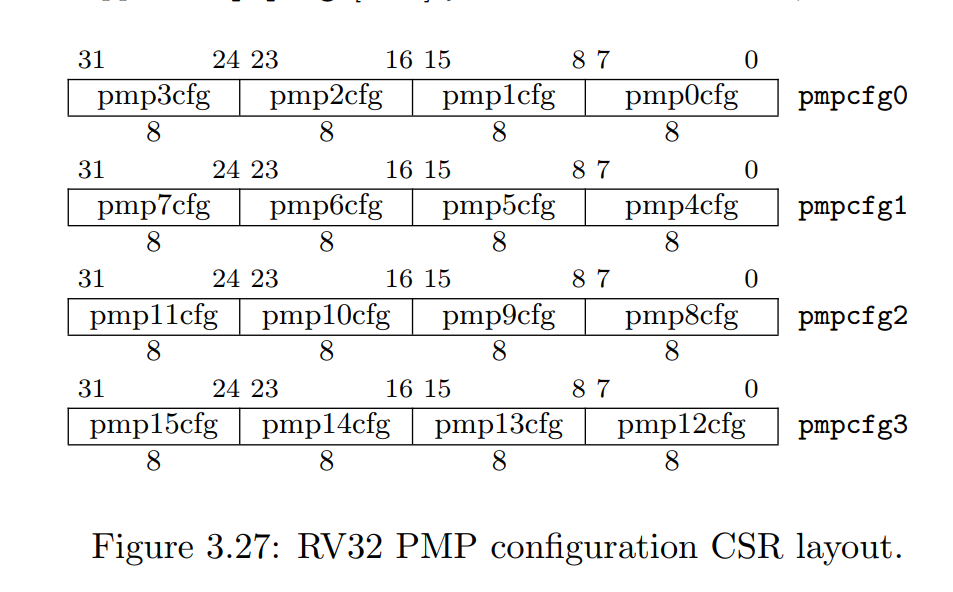 31 24 23 16 15 8 7 0
pmp3cfg pmp2cfg pmp1cfg pmp0cfg pmpcfg0
8 8 8 8
31 24 23 16 15 8 7 0
pmp7cfg pmp6cfg pmp5cfg pmp4cfg pmpcfg1
8 8 8 8
31 24 23 16 15 8 7 0
pmp11cfg pmp10cfg pmp9cfg pmp8cfg pmpcfg2
8 8 8 8
31 24 23 16 15 8 7 0
pmp15cfg pmp14cfg pmp13cfg pmp12cfg pmpcfg3
8 8 8 8
Figure 3.27: RV32 PMP configuration CSR layout.